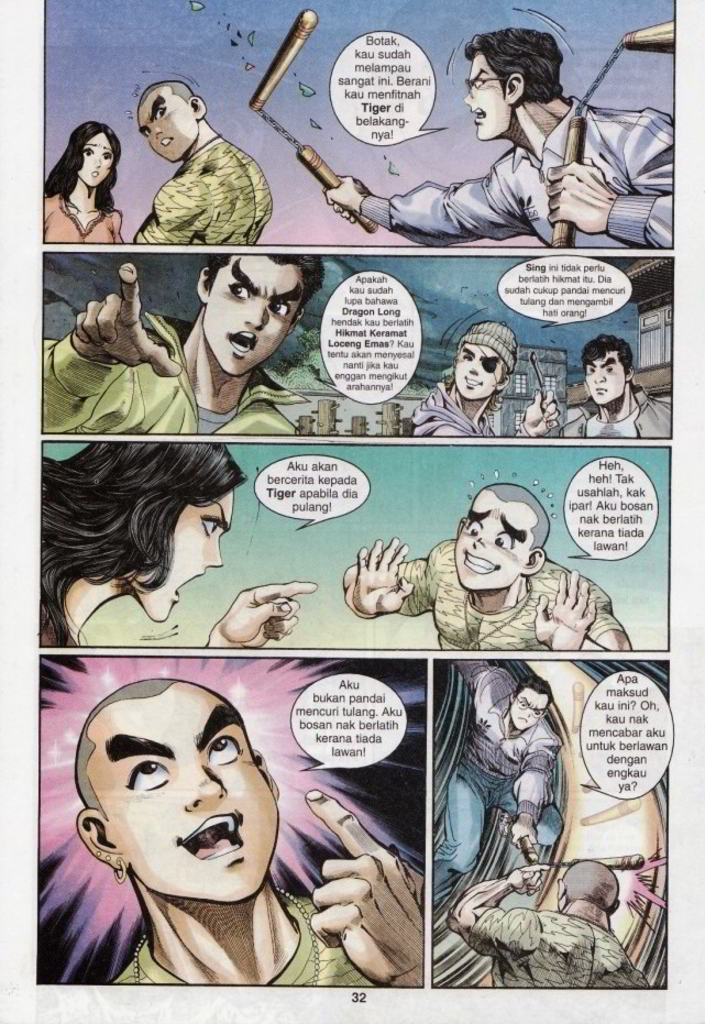 Botak,
kau sudah
melampau
sangat ini. Berani
kau menfitnah
Tiger di
belakang-
nya!
Apakah
kau sudah
lupa bahawa
Dragon Long
hendak kau berlatih
Hikmat Keramat
Loceng Emas? Kau
tentu akan menyesal
nanti jika kau
enggan mengikut
arahannya!
Sing ini tidak perlu
berlatih hikmat itu. Dia
sudah cukup pandai mencuri
tulang dan mengambil
hati orang!
Aku akan
bercerita kepada
Tiger apabila dia
pulang!
Heh,
heh! Tak
usahlah, kak
ipar! Aku bosan
nak berlatih
kerana tiada
lawan!
Aku
bukan pandai
mencuri tulang. Aku
bosan nak berlatih
kerana tiada
lawan!
Apa
maksud
kau ini? Oh,
kau nak
mencabar aku
untuk berlawan
dengan
engkau
ya?
32